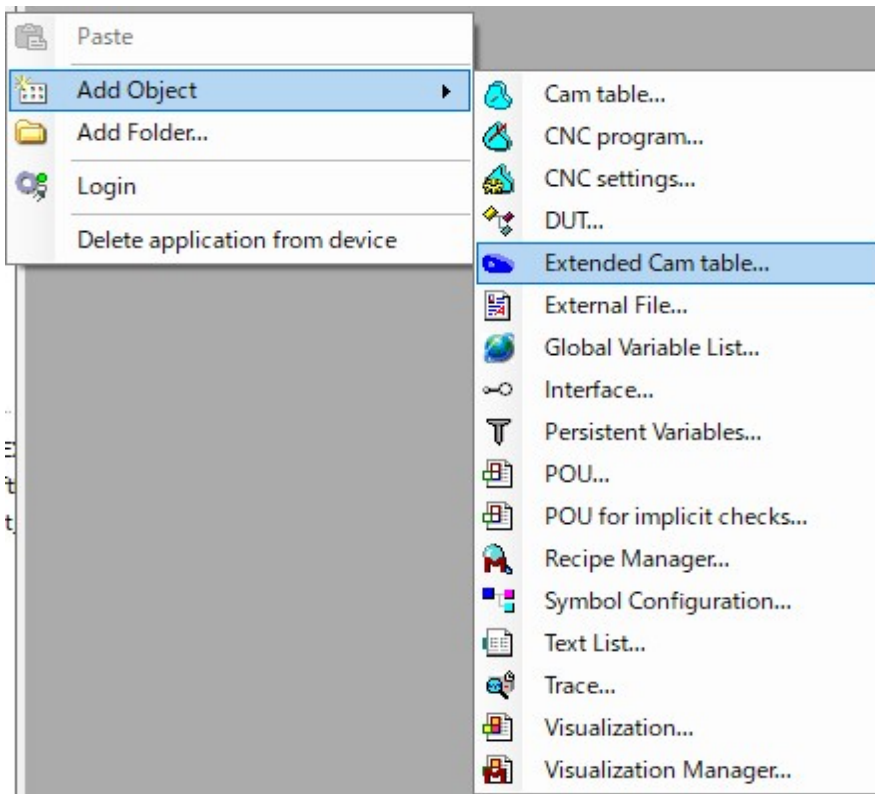 Paste
Add Object
Add Folder...
Login
Delete application from device
Cam table...
CNC program...
CNC settings...
DUT...
Extended Cam table...
External File...
Global Variable List...
Interface...
Persistent Variables...
POU...
POU for implicit checks...
Recipe Manager...
Symbol Configuration...
Text List...
Trace...
Visualization...
Visualization Manager...